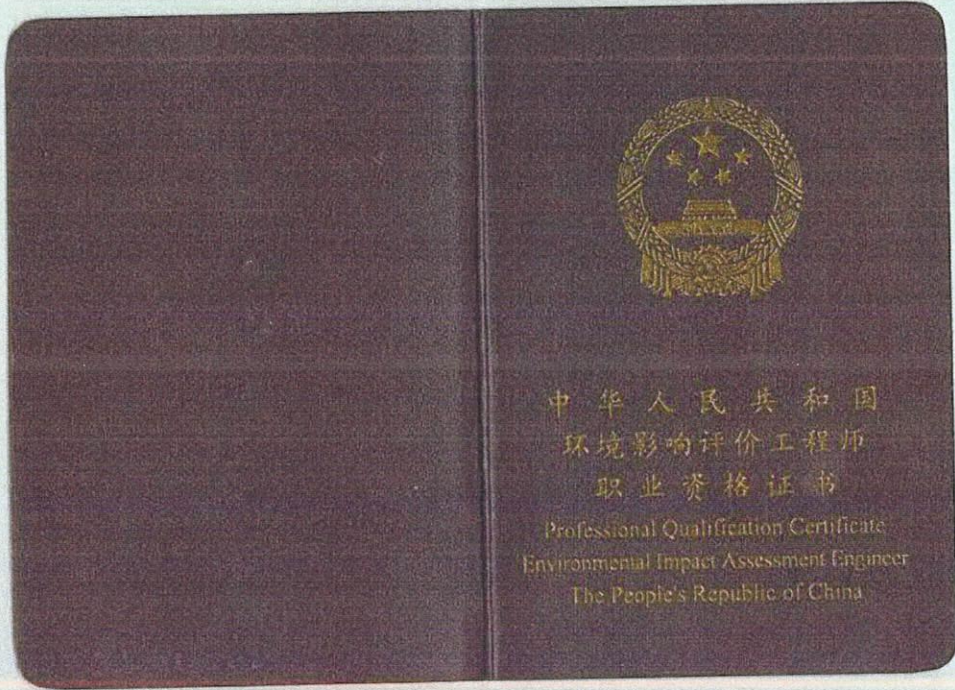 中华人民共和国
环境影响评价工程师
职业资格证书
Professional Qualification Certificate
Environmental Impact Assessment Engineer
The People's Republic of China